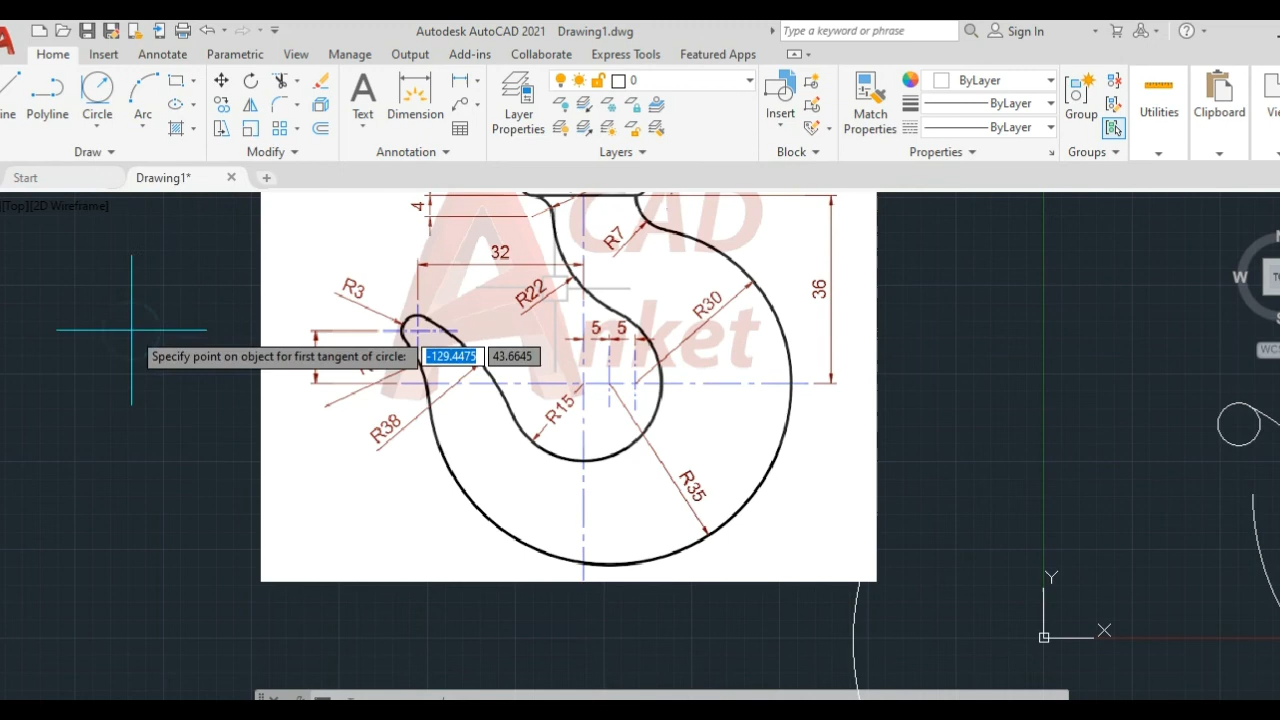 Autodesk AutoCAD 2021 Drawing1.dwg
Type a keyword or phrase
Sign In
Home Insert Annotate Parametric View Manage Output Add-ins Collaborate Express Tools Featured Apps
Polyline Circle Arc
Text Dimension
Layer Properties
0
Insert
Match Properties
ByLayer
ByLayer
ByLayer
Group
Utilities
Clipboard
Draw Modify Annotation Layers Block Properties Groups
Start Drawing1*
[Top][2D Wireframe]
CAD
Anket
4
32
R7
36
R3
R22
R30
5 5
Specify point on object for first tangent of circle: -129.4475 43.6645
R15
R38
R35
N
W
Y
X